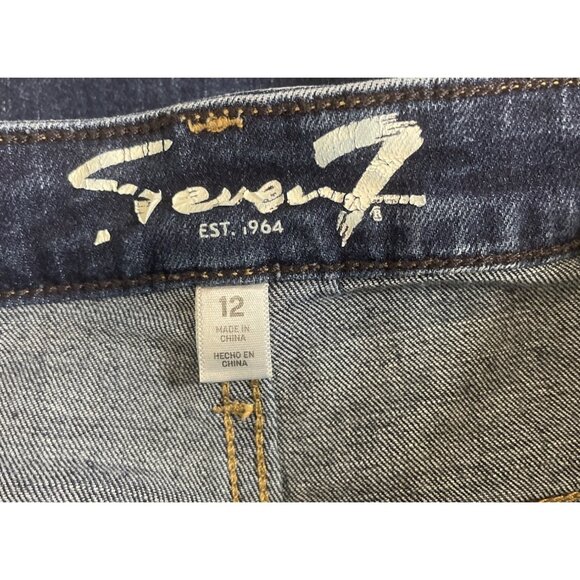 Seven7
EST. 1964
12
MADE IN
CHINA
HECHO EN
CHINA